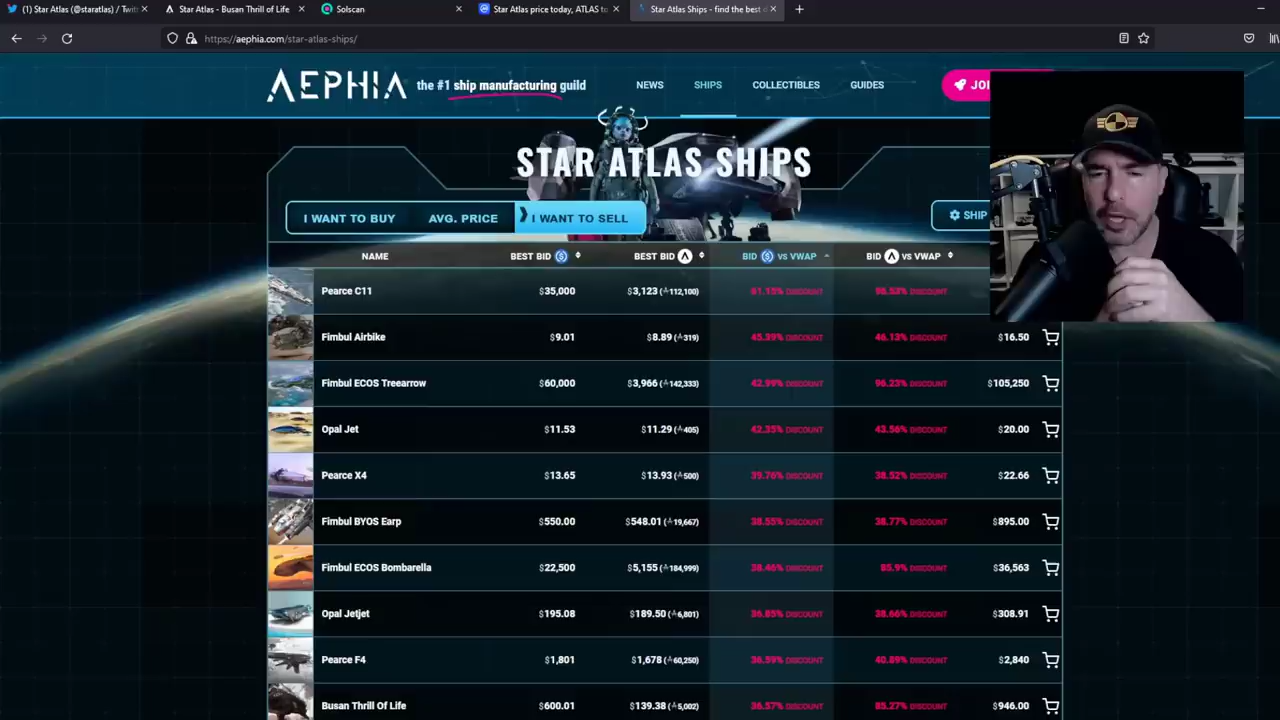 (1) Star Atlas (@staratlas) / Twitt
Star Atlas - Busan Thrill of Life
Solscan
Star Atlas price today, ATLAS to
Star Atlas Ships - find the best d
https://aephia.com/star-atlas-ships/
AEPHIA the #1 ship manufacturing guild
NEWS SHIPS COLLECTIBLES GUIDES JOI
STAR ATLAS SHIPS
I WANT TO BUY AVG. PRICE I WANT TO SELL
SHIP
NAME BEST BID BEST BID BID VS VWAP BID VS VWAP
Pearce C11 $35,000 $3,123 (112,100) 61.15% DISCOUNT 96.53% DISCOUNT
Fimbul Airbike $9.01 $8.89 (319) 45.39% DISCOUNT 46.13% DISCOUNT $16.50
Fimbul ECOS Treearrow $60,000 $3,966 (142,333) 42.99% DISCOUNT 96.23% DISCOUNT $105,250
Opal Jet $11.53 $11.29 (405) 42.35% DISCOUNT 43.56% DISCOUNT $20.00
Pearce X4 $13.65 $13.93 (500) 39.76% DISCOUNT 38.52% DISCOUNT $22.66
Fimbul BYOS Earp $550.00 $548.01 (19,667) 38.55% DISCOUNT 38.77% DISCOUNT $895.00
Fimbul ECOS Bombarella $22,500 $5,155 (184,999) 38.46% DISCOUNT 85.9% DISCOUNT $36,563
Opal Jetjet $195.08 $189.50 (6,801) 36.85% DISCOUNT 38.66% DISCOUNT $308.91
Pearce F4 $1,801 $1,678 (60,250) 36.59% DISCOUNT 40.89% DISCOUNT $2,840
Busan Thrill Of Life $600.01 $139.38 (5,002) 36.57% DISCOUNT 85.27% DISCOUNT $946.00